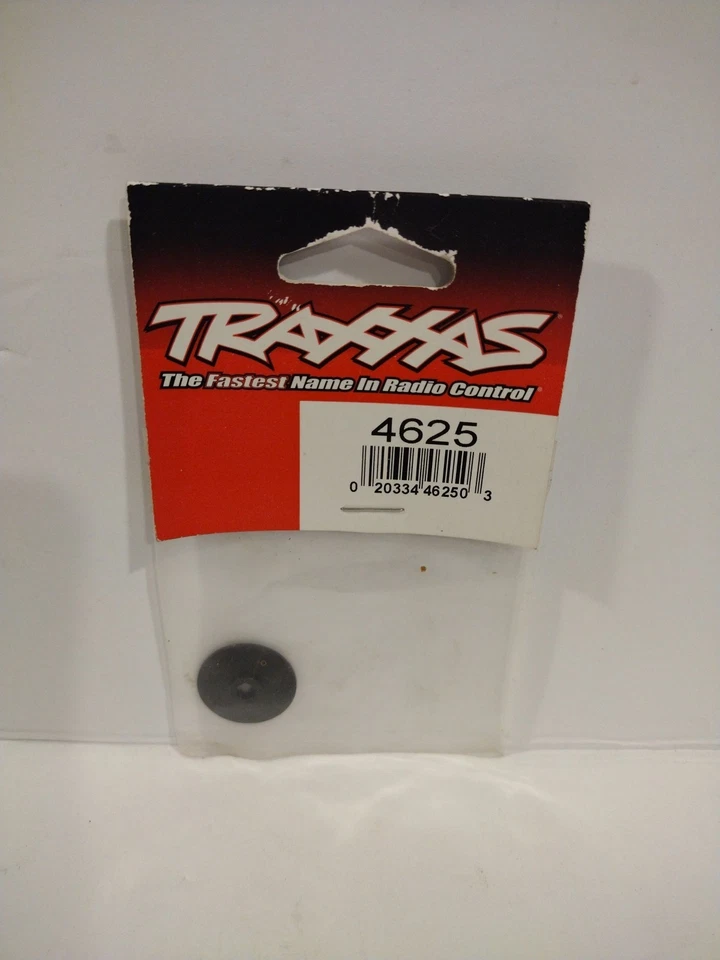 TRAXXAS
The Fastest Name In Radio Control
4625
0 20334 46250 3